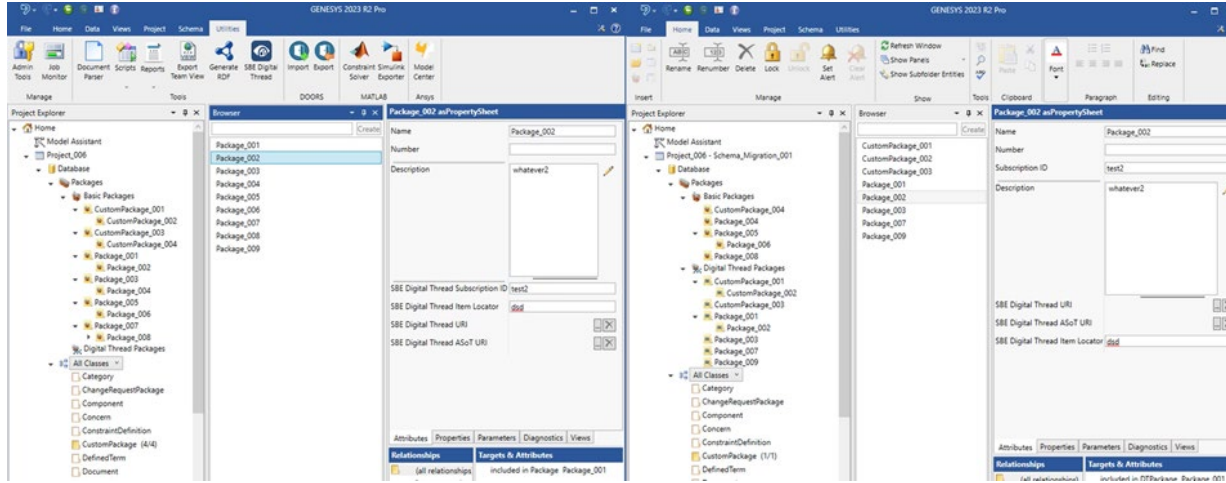 GENESYS 2023 R2 Pro
File Home Data Views Project Schema Utilities
Admin Tools
Job Monitor
Document Parser
Scripts
Reports
Export Team View
Generate RDF
SBE Digital Thread
Import
Export
Constraint Solver
Simulink Exporter
Model Center
Manage Tools DOORS MATLAB Ansys
Project Explorer
Home
Model Assistant
Project_006
Database
Packages
Basic Packages
CustomPackage_001
CustomPackage_002
CustomPackage_003
CustomPackage_004
Package_001
Package_002
Package_003
Package_004
Package_005
Package_006
Package_007
Package_008
Digital Thread Packages
All Classes
Category
ChangeRequestPackage
Component
Concern
ConstraintDefinition
CustomPackage (4/4)
DefinedTerm
Document
Browser
Create
Package_001
Package_002
Package_003
Package_004
Package_005
Package_006
Package_007
Package_008
Package_009
Package_002 asPropertySheet
Name Package_002
Number
Description whatever2
SBE Digital Thread Subscription ID test2
SBE Digital Thread Item Locator dsd
SBE Digital Thread URI
SBE Digital Thread ASoT URI
Attributes Properties Parameters Diagnostics Views
Relationships Targets & Attributes
(all relationships included in Package Package_001
GENESYS 2023 R2 Pro
File Home Data Views Project Schema Utilities
Rename
Renumber
Delete
Lock
Unlock
Set Alert
Clear Alert
Refresh Window
Show Panels
Show Subfolder Entities
Paste
Font
Find
Replace
Insert Manage Show Tools Clipboard Paragraph Editing
Project Explorer
Home
Model Assistant
Project_006 - Schema_Migration_001
Database
Packages
Basic Packages
CustomPackage_004
Package_004
Package_005
Package_006
Package_008
Digital Thread Packages
CustomPackage_001
CustomPackage_002
CustomPackage_003
Package_001
Package_002
Package_003
Package_007
Package_009
All Classes
Category
ChangeRequestPackage
Component
Concern
ConstraintDefinition
CustomPackage (1/1)
DefinedTerm
Browser
Create
CustomPackage_001
CustomPackage_002
CustomPackage_003
Package_001
Package_002
Package_003
Package_007
Package_009
Package_002 asPropertySheet
Name Package_002
Number
Subscription ID test2
Description whatever2
SBE Digital Thread URI
SBE Digital Thread ASoT URI
SBE Digital Thread Item Locator dsd
Attributes Properties Parameters Diagnostics Views
Relationships Targets & Attributes
(all relationships) included in DTPackage Package_001